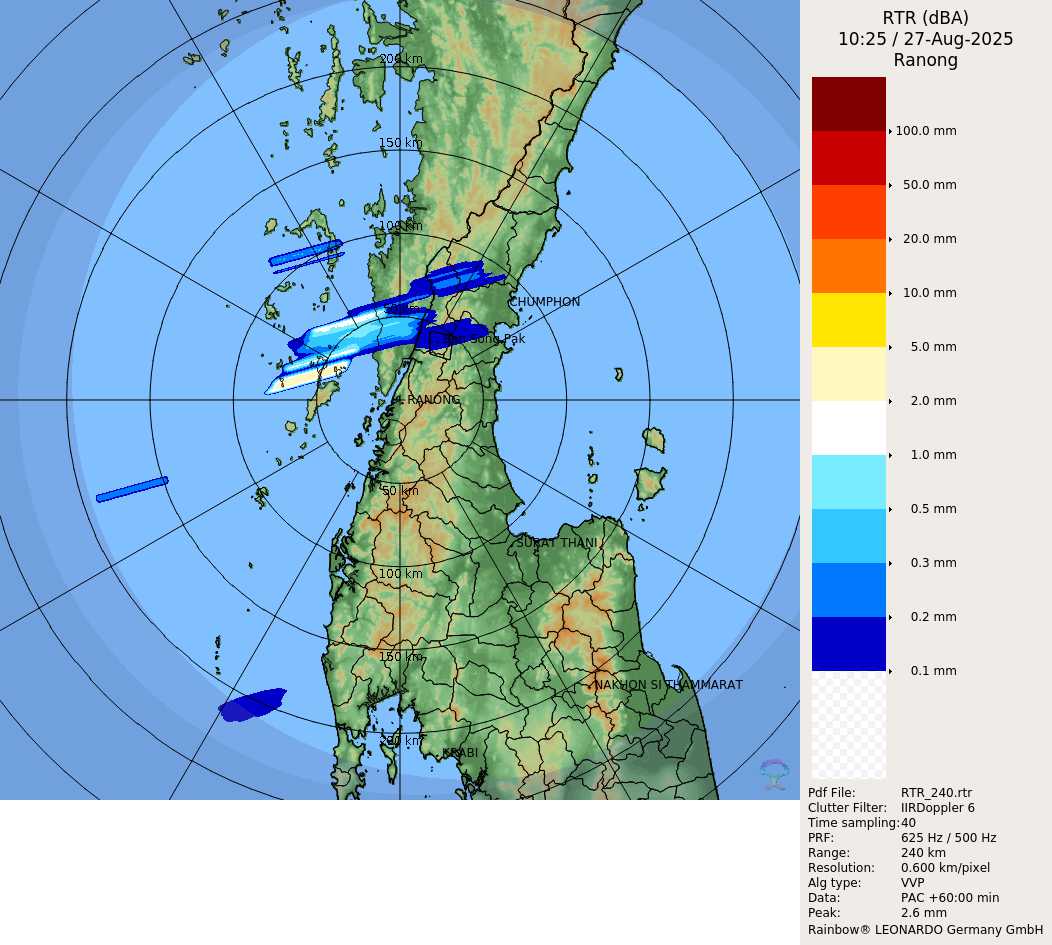 RTR (dBA)
10:25 / 27-Aug-2025
Ranong
200 km
150 km
100 km
CHUMPHON
Song Pak
RANONG
50 km
SURAT THANI
100 km
150 km
NAKHON SI THAMMARAT
200 km
KRABI
100.0 mm
50.0 mm
20.0 mm
10.0 mm
5.0 mm
2.0 mm
1.0 mm
0.5 mm
0.3 mm
0.2 mm
0.1 mm
Pdf File: RTR_240.rtr
Clutter Filter: IIRDoppler 6
Time sampling:40
PRF: 625 Hz / 500 Hz
Range: 240 km
Resolution: 0.600 km/pixel
Alg type: VVP
Data: PAC +60:00 min
Peak: 2.6 mm
Rainbow® LEONARDO Germany GmbH